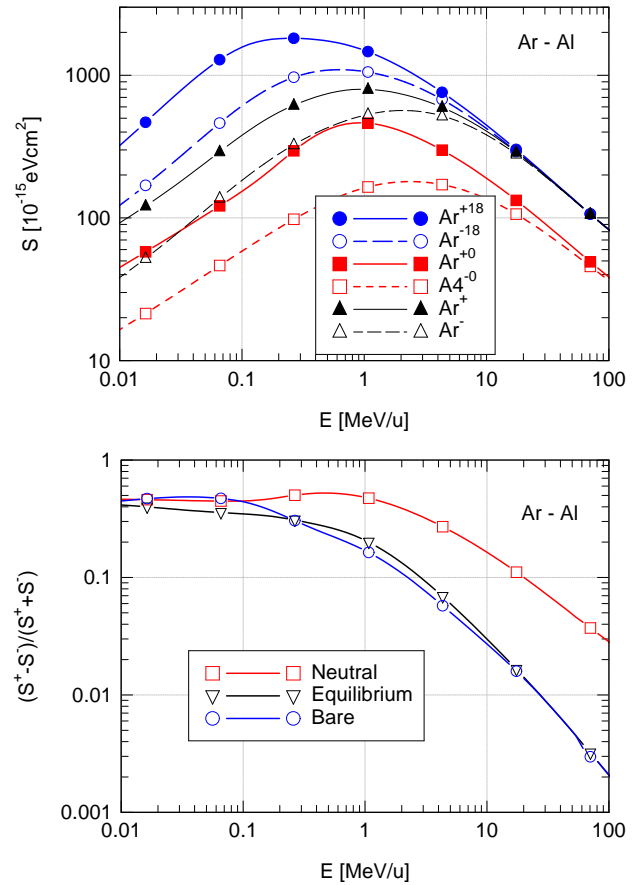 Ar - Al
1000
100
10
S [10⁻¹⁵eVcm²]
Ar⁺¹⁸
Ar⁻¹⁸
Ar⁺⁰
A4⁻⁰
Ar⁺
Ar⁻
0.01 0.1 1 10 100
E [MeV/u]
1
Ar - Al
0.1
0.01
0.001
(S⁺-S⁻)/(S⁺+S⁻)
Neutral
Equilibrium
Bare
0.01 0.1 1 10 100
E [MeV/u]